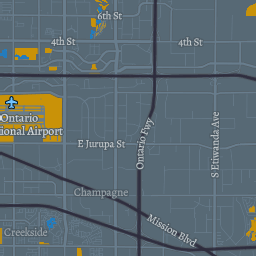 6th St
4th St
4th St
Ontario
ional Airport
E Jurupa St
Ontario Fwy
S Etiwanda Ave
Champagne
Mission Blvd
Creekside